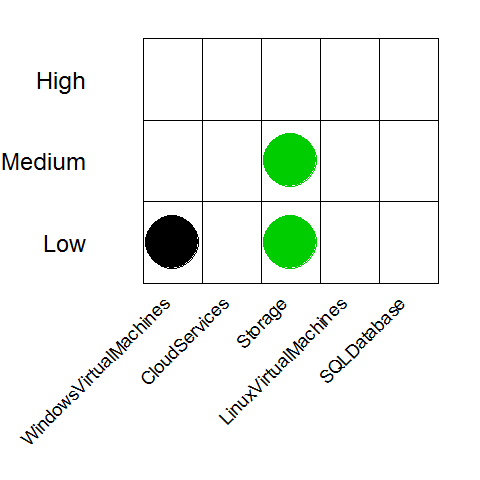 High
Medium
Low
WindowsVirtualMachines
CloudServices
Storage
LinuxVirtualMachines
SQLDatabase